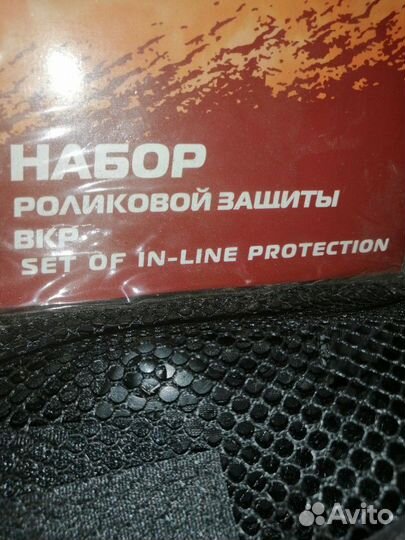 НАБОР
РОЛИКОВОЙ ЗАЩИТЫ
ВКР
SET OF IN-LINE PROTECTION
Avito